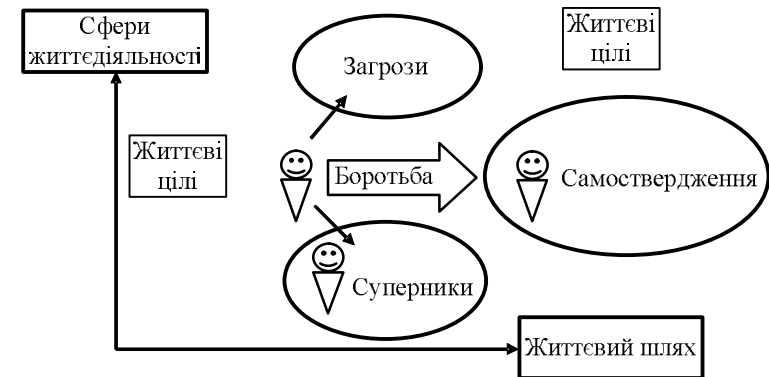 Сфери
життєдіяльності
Життєві
цілі
Загрози
Життєві
цілі
Боротьба
Самоствердження
Суперники
Життєвий шлях